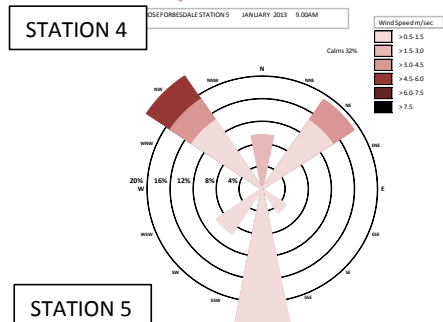 STATION 4
OSE FORBESDALE STATION 5 JANUARY 2013 9.00AM
Wind Speed m/sec
>0.5-1.5
>1.5-3.0
>3.0-4.5
>4.5-6.0
>6.0-7.5
>7.5
Calms 32%
N
NNW
NNE
NW
NE
WNW
ENE
20% 16% 12% 8% 4%
W
E
WSW
ESE
SW
SE
SSW
SSE
STATION 5